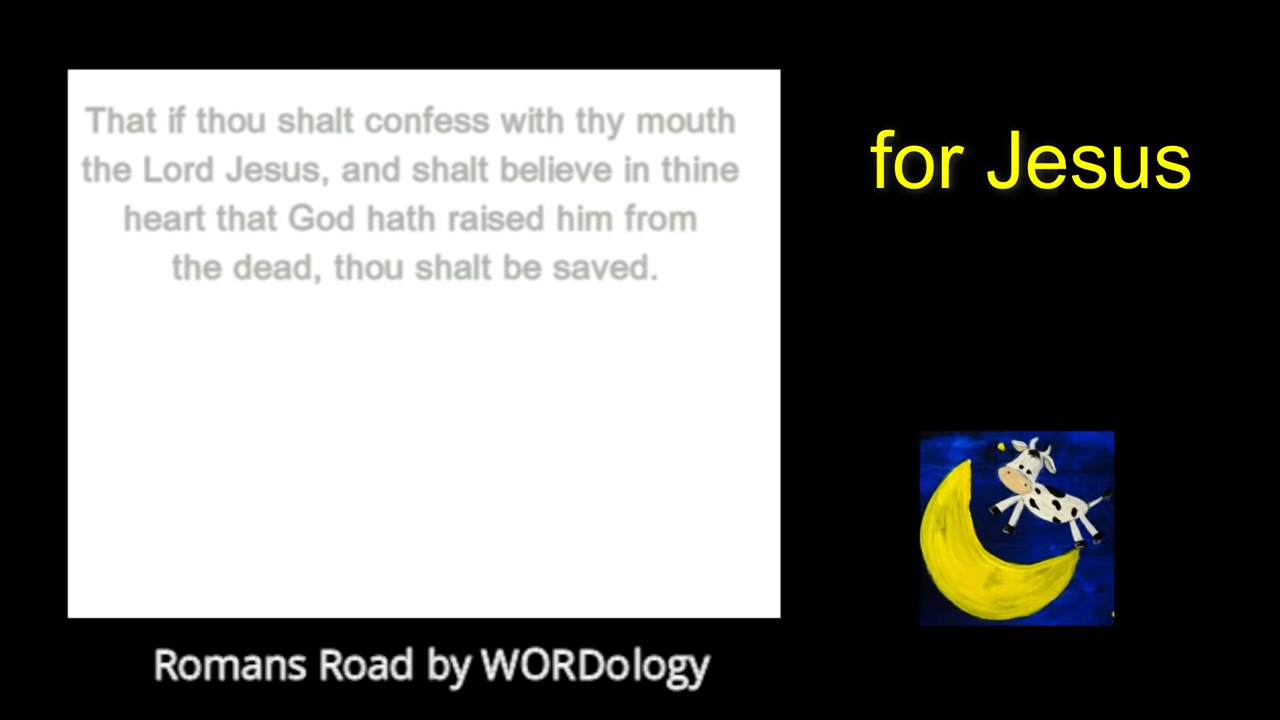 That if thou shalt confess with thy mouth
the Lord Jesus, and shalt believe in thine
heart that God hath raised him from
the dead, thou shalt be saved.
for Jesus
Romans Road by WORDology